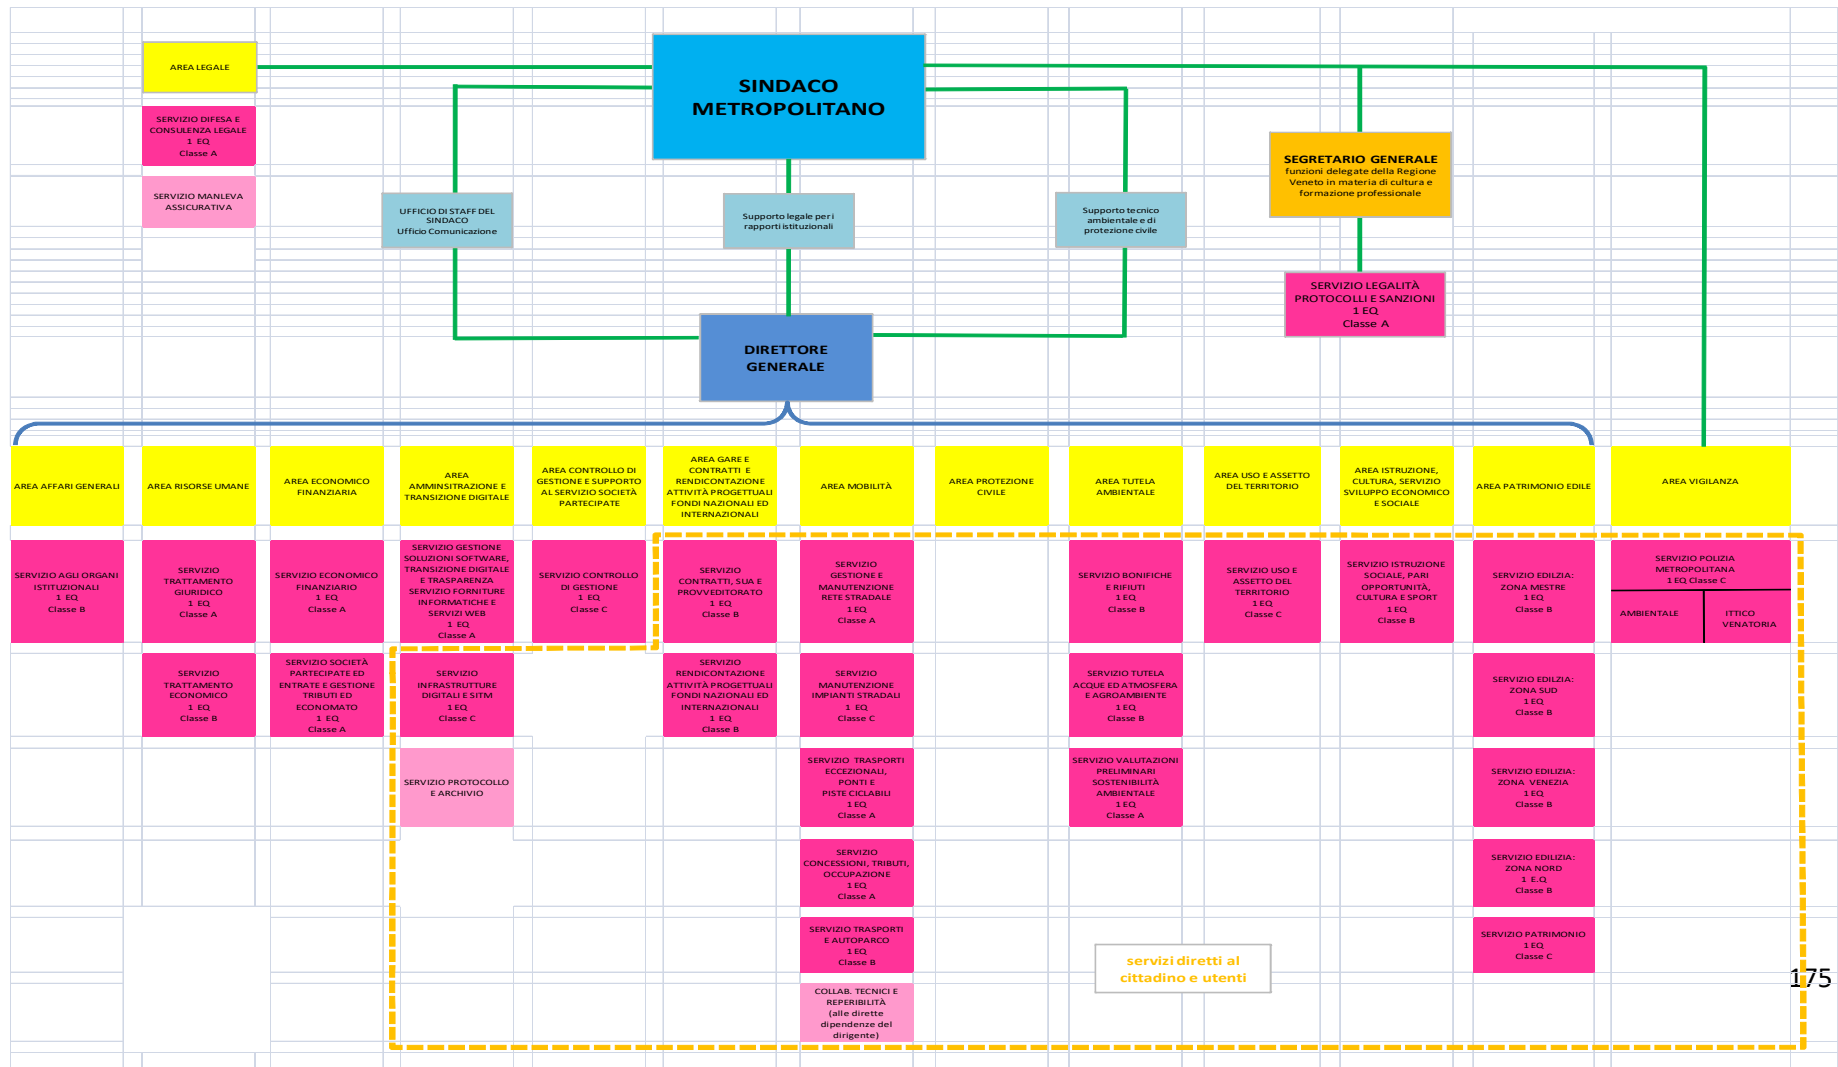 AREA LEGALE
SERVIZIO DIFESA E
CONSULENZA LEGALE
1 EQ
Classe A
SERVIZIO MANLEVA
ASSICURATIVA
SINDACO
METROPOLITANO
UFFICIO DI STAFF DEL
SINDACO
Ufficio Comunicazione
Supporto legale per i
rapporti istituzionali
Supporto tecnico
ambientale e di
protezione civile
SEGRETARIO GENERALE
funzioni delegate della Regione
Veneto in materia di cultura e
formazione professionale
SERVIZIO LEGALITÀ
PROTOCOLLI E SANZIONI
1 EQ
Classe A
DIRETTORE
GENERALE
AREA AFFARI GENERALI
AREA RISORSE UMANE
AREA ECONOMICO
FINANZIARIA
AREA
AMMINSITRAZIONE E
TRANSIZIONE DIGITALE
AREA CONTROLLO DI
GESTIONE E SUPPORTO
AL SERVIZIO SOCIETÀ
PARTECIPATE
AREA GARE E
CONTRATTI E
RENDICONTAZIONE
ATTIVITÀ PROGETTUALI
FONDI NAZIONALI ED
INTERNAZIONALI
AREA MOBILITÀ
AREA PROTEZIONE
CIVILE
AREA TUTELA
AMBIENTALE
AREA USO E ASSETTO
DEL TERRITORIO
AREA ISTRUZIONE,
CULTURA, SERVIZIO
SVILUPPO ECONOMICO
E SOCIALE
AREA PATRIMONIO EDILE
AREA VIGILANZA
SERVIZIO AGLI ORGANI
ISTITUZIONALI
1 EQ
Classe B
SERVIZIO
TRATTAMENTO
GIURIDICO
1 EQ
Classe A
SERVIZIO ECONOMICO
FINANZIARIO
1 EQ
Classe A
SERVIZIO GESTIONE
SOLUZIONI SOFTWARE,
TRANSIZIONE DIGITALE
E TRASPARENZA
SERVIZIO FORNITURE
INFORMATICHE E
SERVIZI WEB
1 EQ
Classe A
SERVIZIO CONTROLLO
DI GESTIONE
1 EQ
Classe C
SERVIZIO
CONTRATTI, SUA E
PROVVEDITORATO
1 EQ
Classe B
SERVIZIO
GESTIONE E
MANUTENZIONE
RETE STRADALE
1 EQ
Classe A
SERVIZIO BONIFICHE
E RIFIUTI
1 EQ
Classe B
SERVIZIO USO E
ASSETTO DEL
TERRITORIO
1 EQ
Classe C
SERVIZIO ISTRUZIONE
SOCIALE, PARI
OPPORTUNITÀ,
CULTURA E SPORT
1 EQ
Classe B
SERVIZIO EDILZIA:
ZONA MESTRE
1 EQ
Classe B
SERVIZIO POLIZIA
METROPOLITANA
1 EQ Classe C
AMBIENTALE
ITTICO
VENATORIA
SERVIZIO
TRATTAMENTO
ECONOMICO
1 EQ
Classe B
SERVIZIO SOCIETÀ
PARTECIPATE ED
ENTRATE E GESTIONE
TRIBUTI ED
ECONOMATO
1 EQ
Classe A
SERVIZIO
INFRASTRUTTURE
DIGITALI E SITM
1 EQ
Classe C
SERVIZIO
RENDICONTAZIONE
ATTIVITÀ PROGETTUALI
FONDI NAZIONALI ED
INTERNAZIONALI
1 EQ
Classe B
SERVIZIO
MANUTENZIONE
IMPIANTI STRADALI
1 EQ
Classe C
SERVIZIO TUTELA
ACQUE ED ATMOSFERA
E AGROAMBIENTE
1 EQ
Classe B
SERVIZIO EDILZIA:
ZONA SUD
1 EQ
Classe B
SERVIZIO PROTOCOLLO
E ARCHIVIO
SERVIZIO TRASPORTI
ECCEZIONALI,
PONTI E
PISTE CICLABILI
1 EQ
Classe A
SERVIZIO VALUTAZIONI
PRELIMINARI
SOSTENIBILITÀ
AMBIENTALE
1 EQ
Classe A
SERVIZIO EDILIZIA:
ZONA VENEZIA
1 EQ
Classe B
SERVIZIO
CONCESSIONI, TRIBUTI,
OCCUPAZIONE
1 EQ
Classe A
SERVIZIO EDILIZIA:
ZONA NORD
1 E.Q
Classe B
SERVIZIO TRASPORTI
E AUTOPARCO
1 EQ
Classe B
SERVIZIO PATRIMONIO
1 EQ
Classe C
servizi diretti al
cittadino e utenti
175
COLLAB. TECNICI E
REPERIBILITÀ
(alle dirette
dipendenze del
dirigente)